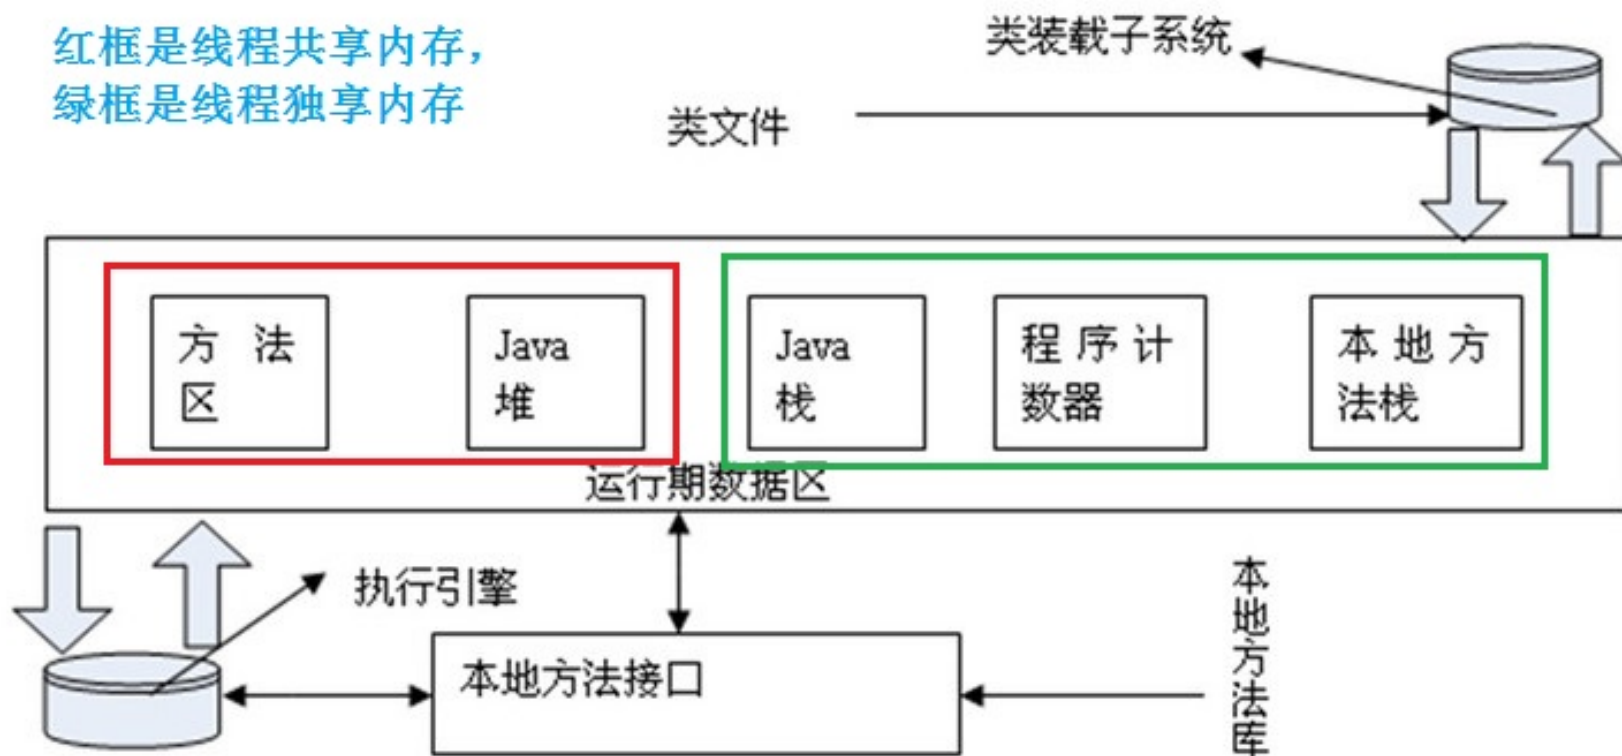 红框是线程共享内存，
绿框是线程独享内存
类装载子系统
类文件
方法
区
Java
堆
Java
栈
程序计
数器
本地方
法栈
运行期数据区
执行引擎
本地方法接口
本地方法库